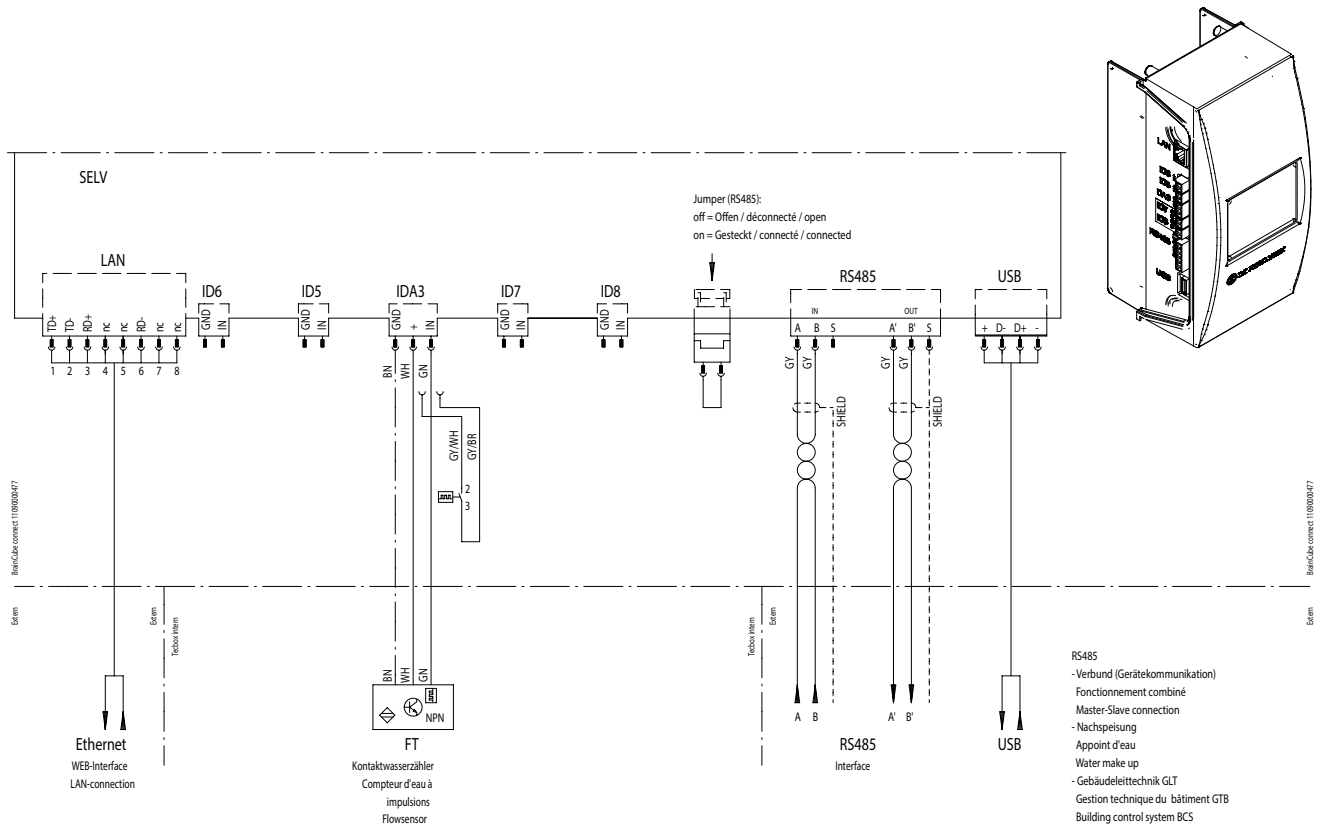 SELV
Jumper (RS485):
off = Offen / déconnecté / open
on = Gesteckt / connecté / connected
LAN
ID6
ID5
IDA3
ID7
ID8
RS485
USB
IN
OUT
TD+
TD-
RD+
nc
nc
RD-
nc
nc
GND
IN
GND
IN
GND
+
IN
GND
IN
GND
IN
A
B
S
A'
B'
S
+
D-
D+
-
1 2 3 4 5 6 7 8
BN
WH
GN
GY
GY
GY
GY
SHIELD
SHIELD
GY/WH
GY/BR
2
3
BrainCube connect 11090000477
BrainCube connect 11090000477
Extern
Extern
Tecbox intern
Tecbox intern
Extern
Extern
BN
WH
GN
NPN
A B A' B'
Ethernet
WEB-Interface
LAN-connection
FT
Kontaktwasserzähler
Compteur d'eau à
impulsions
Flowsensor
RS485
Interface
USB
RS485
- Verbund (Gerätekommunikation)
Fonctionnement combiné
Master-Slave connection
- Nachspeisung
Appoint d'eau
Water make up
- Gebäudeleittechnik GLT
Gestion technique du bâtiment GTB
Building control system BCS
LAN
RS485
USB